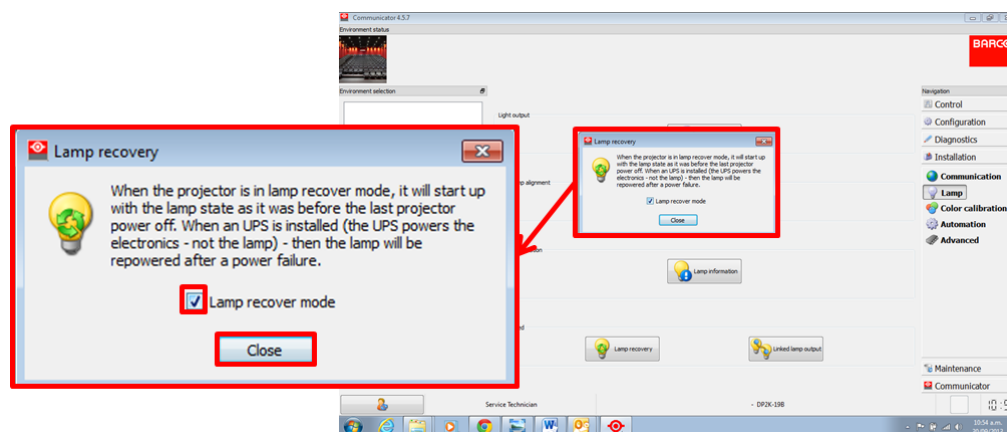 Communicator 4.5.7
Environment status
BARCO
Environment selection
Navigation
Light output
Control
Configuration
Diagnostics
Installation
Communication
Lamp
Color calibration
Automation
Advanced
Lamp recovery
When the projector is in lamp recover mode, it will start up
with the lamp state as it was before the last projector
power off. When an UPS is installed (the UPS powers the
electronics - not the lamp) - then the lamp will be
repowered after a power failure.
Lamp recover mode
Close
Lamp recovery
When the projector is in lamp recover mode, it will start up
with the lamp state as it was before the last projector
power off. When an UPS is installed (the UPS powers the
electronics - not the lamp) - then the lamp will be
repowered after a power failure.
Lamp recover mode
Close
alignment
Lamp information
Lamp recovery
Linked lamp output
Maintenance
Communicator
Service Technician
- DP2K-19B
10:54 a.m.